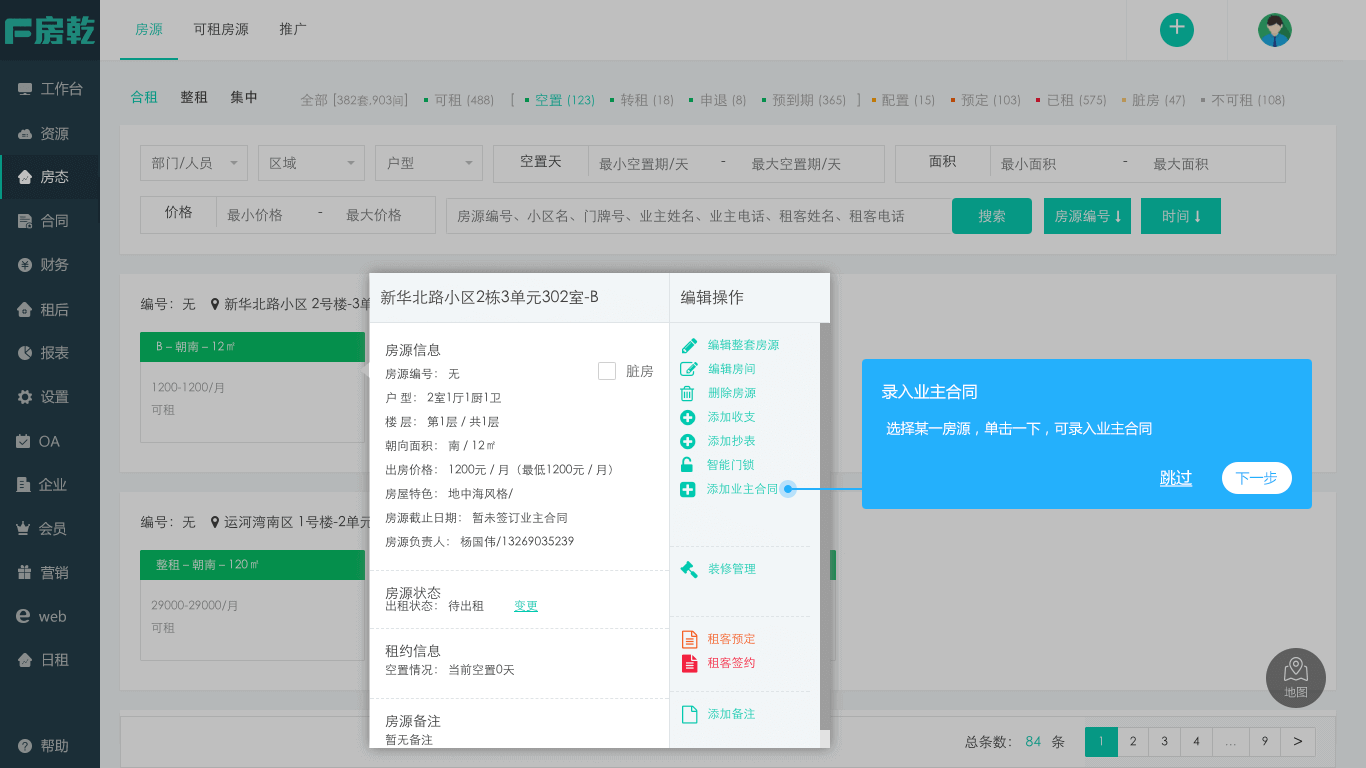 F房乾
房源 可租房源 推广
工作台
资源
房态
合同
财务
租后
报表
设置
OA
企业
会员
营销
web
日租
帮助
合租 整租 集中 全部 [382套,903间] 可租 (488) [ 空置 (123) 转租 (18) 申退 (8) 预到期 (365) ] 配置 (15) 预定 (103) 已租 (575) 脏房 (47) 不可租 (108)
部门/人员 区域 户型 空置天 最小空置期/天 - 最大空置期/天 面积 最小面积 - 最大面积
价格 最小价格 - 最大价格 房源编号、小区名、门牌号、业主姓名、业主电话、租客姓名、租客电话 搜索 房源编号 时间
编号：无 新华北路小区 2号楼-3单
B – 朝南 – 12㎡
1200-1200/月
可租
编号：无 运河湾南区 1号楼-2单元
整租 – 朝南 – 120㎡
29000-29000/月
可租
新华北路小区2栋3单元302室-B
房源信息
房源编号： 无 脏房
户 型： 2室1厅1厨1卫
楼 层： 第1层 / 共1层
朝向面积： 南 / 12㎡
出房价格： 1200元 / 月（最低1200元 / 月）
房屋特色： 地中海风格/
房源截止日期： 暂未签订业主合同
房源负责人： 杨国伟/13269035239
房源状态
出租状态： 待出租 变更
租约信息
空置情况： 当前空置0天
房源备注
暂无备注
编辑操作
编辑整套房源
编辑房间
删除房源
添加收支
添加抄表
智能门锁
添加业主合同
装修管理
租客预定
租客签约
添加备注
录入业主合同
选择某一房源，单击一下，可录入业主合同
跳过 下一步
地图
总条数： 84 条 1 2 3 4 ... 9 >